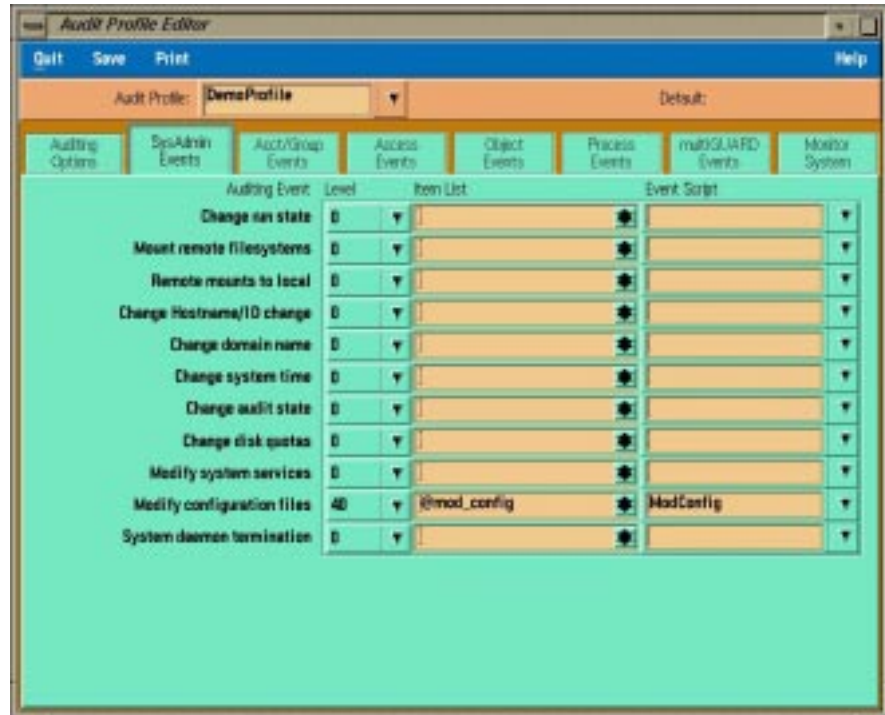 Audit Profile Editor
Quit Save Print Help
Audit Profile: DemoProfile Default:
Auditing Options SysAdmin Events Acct/Group Events Access Events Object Events Process Events multiGUARD Events Monitor System
Auditing Event Level Item List Event Script
Change run state 0
Mount remote filesystems 0
Remote mounts to local 0
Change Hostname/ID change 0
Change domain name 0
Change system time 0
Change audit state 0
Change disk quotas 0
Modify system services 0
Modify configuration files 40 @mod_config ModConfig
System daemon termination 0